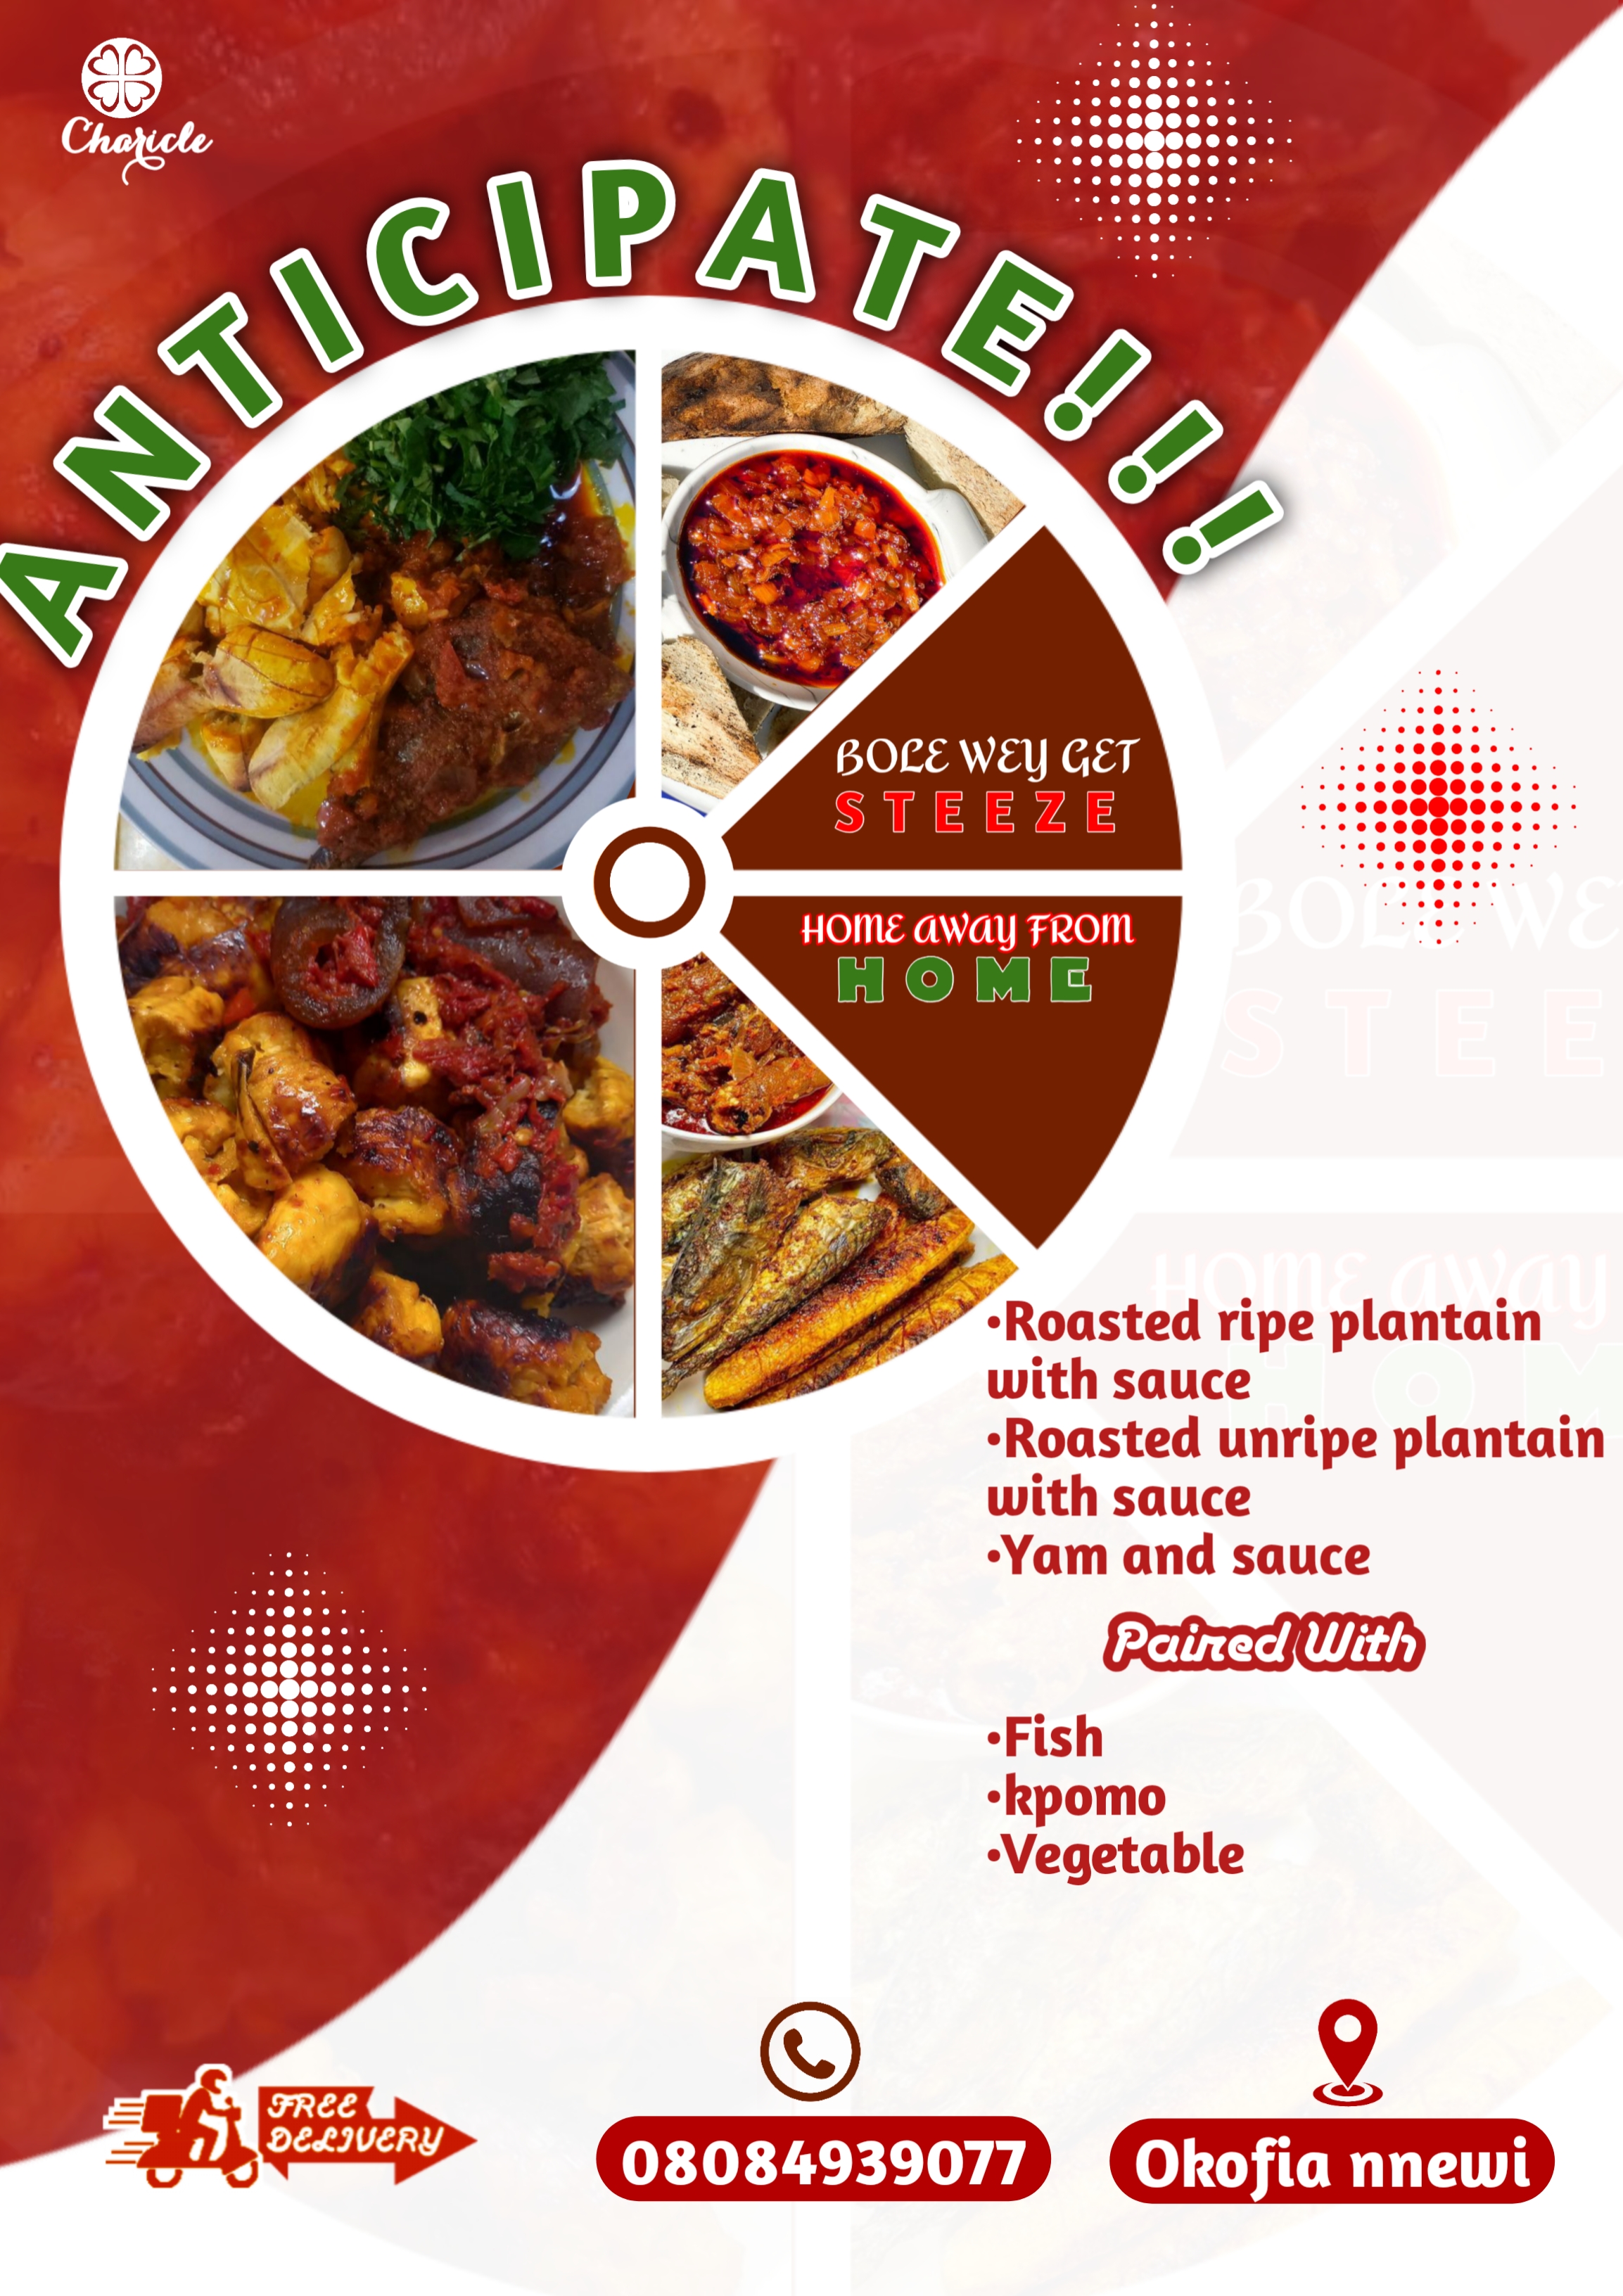 Charicle
ANTICIPATE!!!
BOLE WEY GET
STEEZE
HOME AWAY FROM
HOME
•Roasted ripe plantain
with sauce
•Roasted unripe plantain
with sauce
•Yam and sauce
Paired With
•Fish
•kpomo
•Vegetable
FREE
DELIVERY
08084939077
Okofia nnewi